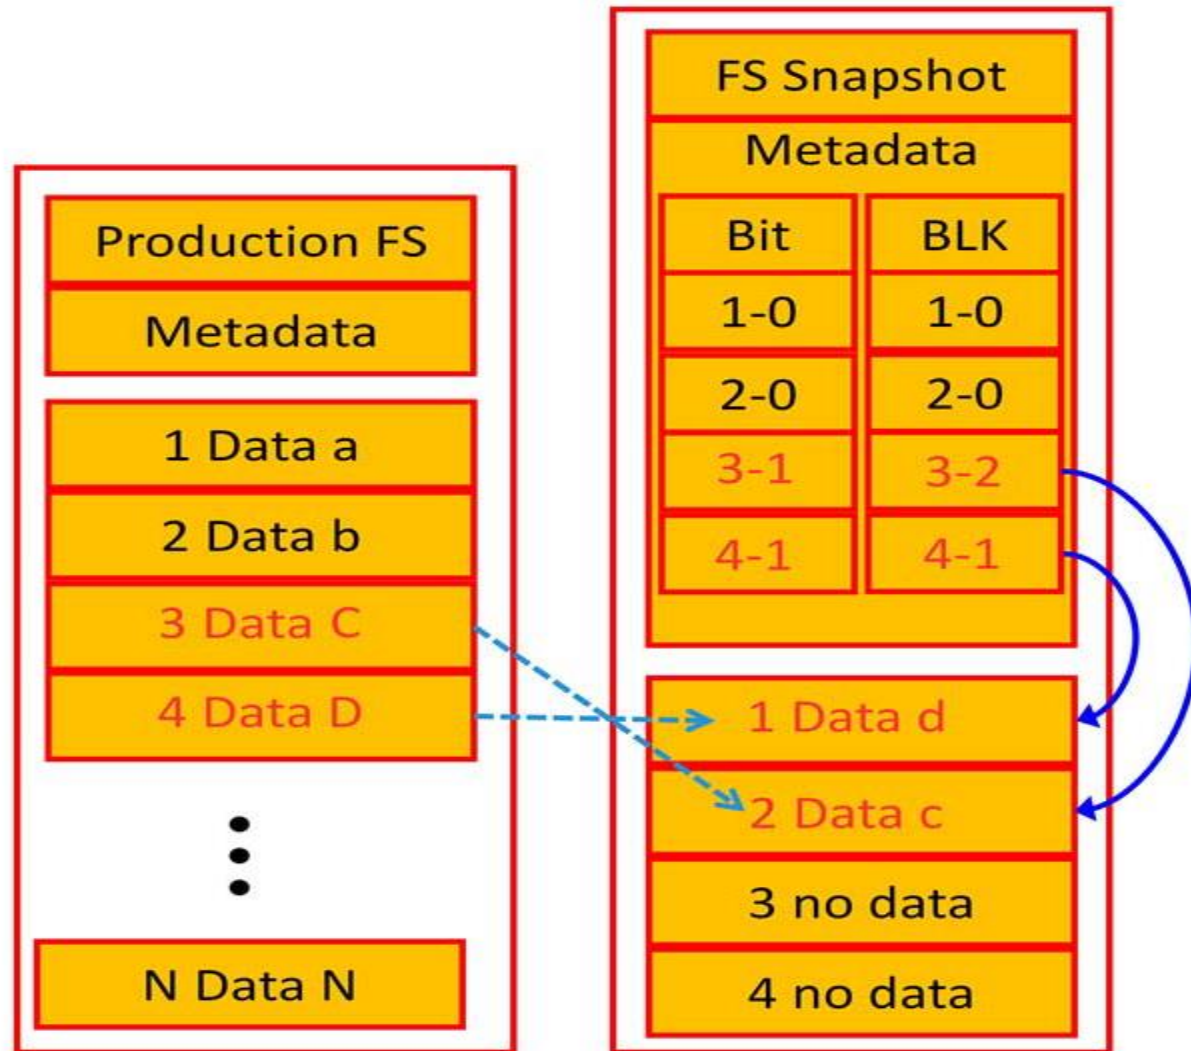 Production FS
Metadata
1 Data a
2 Data b
3 Data C
4 Data D
N Data N
FS Snapshot
Metadata
Bit BLK
1-0 1-0
2-0 2-0
3-1 3-2
4-1 4-1
1 Data d
2 Data c
3 no data
4 no data